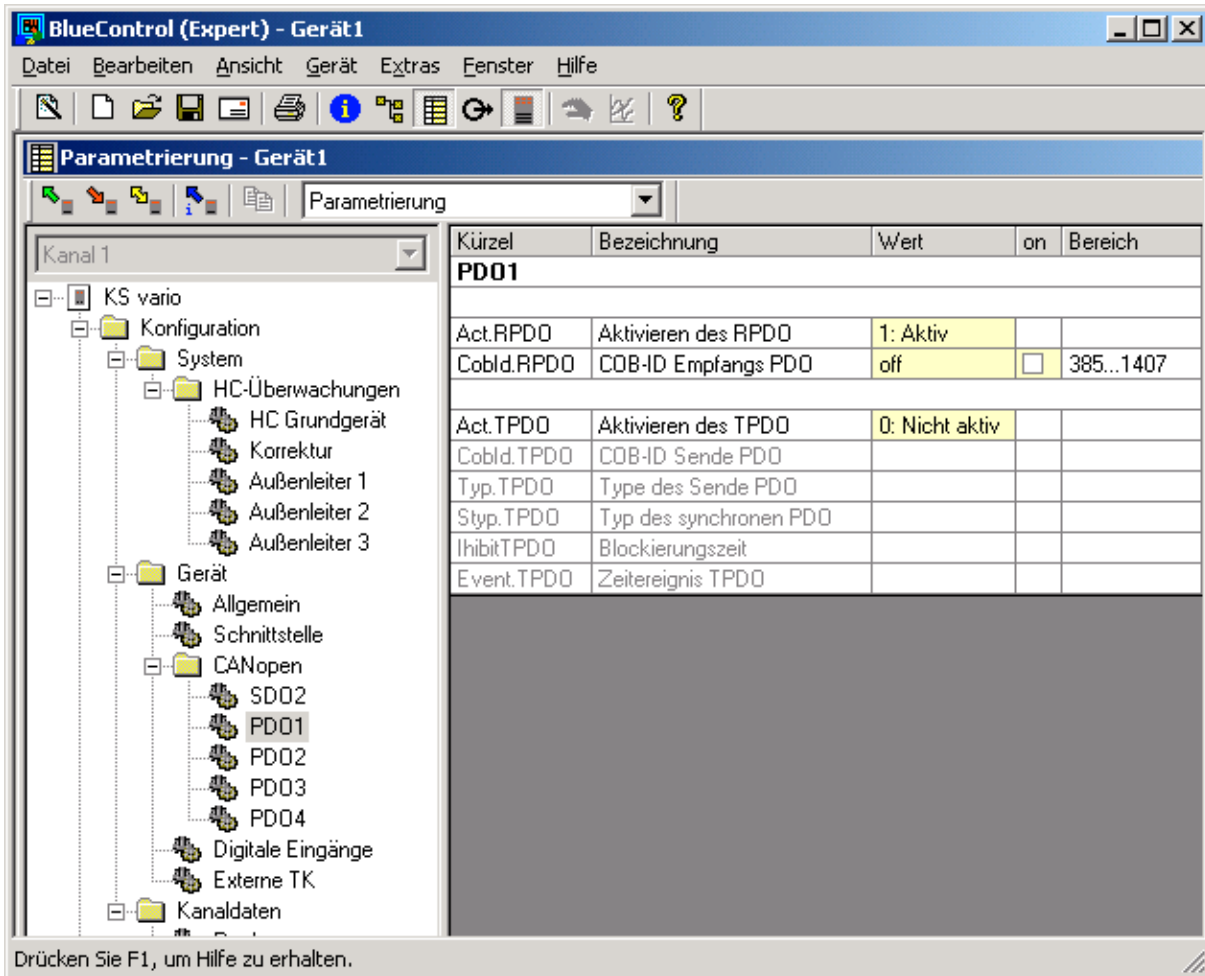 BlueControl (Expert) - Gerät1
Datei Bearbeiten Ansicht Gerät Extras Fenster Hilfe
Parametrierung - Gerät1
Parametrierung
Kanal 1
KS vario
Konfiguration
System
HC-Überwachungen
HC Grundgerät
Korrektur
Außenleiter 1
Außenleiter 2
Außenleiter 3
Gerät
Allgemein
Schnittstelle
CANopen
SDO2
PDO1
PDO2
PDO3
PDO4
Digitale Eingänge
Externe TK
Kanaldaten
Kürzel Bezeichnung Wert on Bereich
PDO1
Act.RPDO Aktivieren des RPDO 1: Aktiv
CobId.RPDO COB-ID Empfangs PDO off 385...1407
Act.TPDO Aktivieren des TPDO 0: Nicht aktiv
CobId.TPDO COB-ID Sende PDO
Typ.TPDO Type des Sende PDO
Styp.TPDO Typ des synchronen PDO
IhibitTPDO Blockierungszeit
Event.TPDO Zeitereignis TPDO
Drücken Sie F1, um Hilfe zu erhalten.